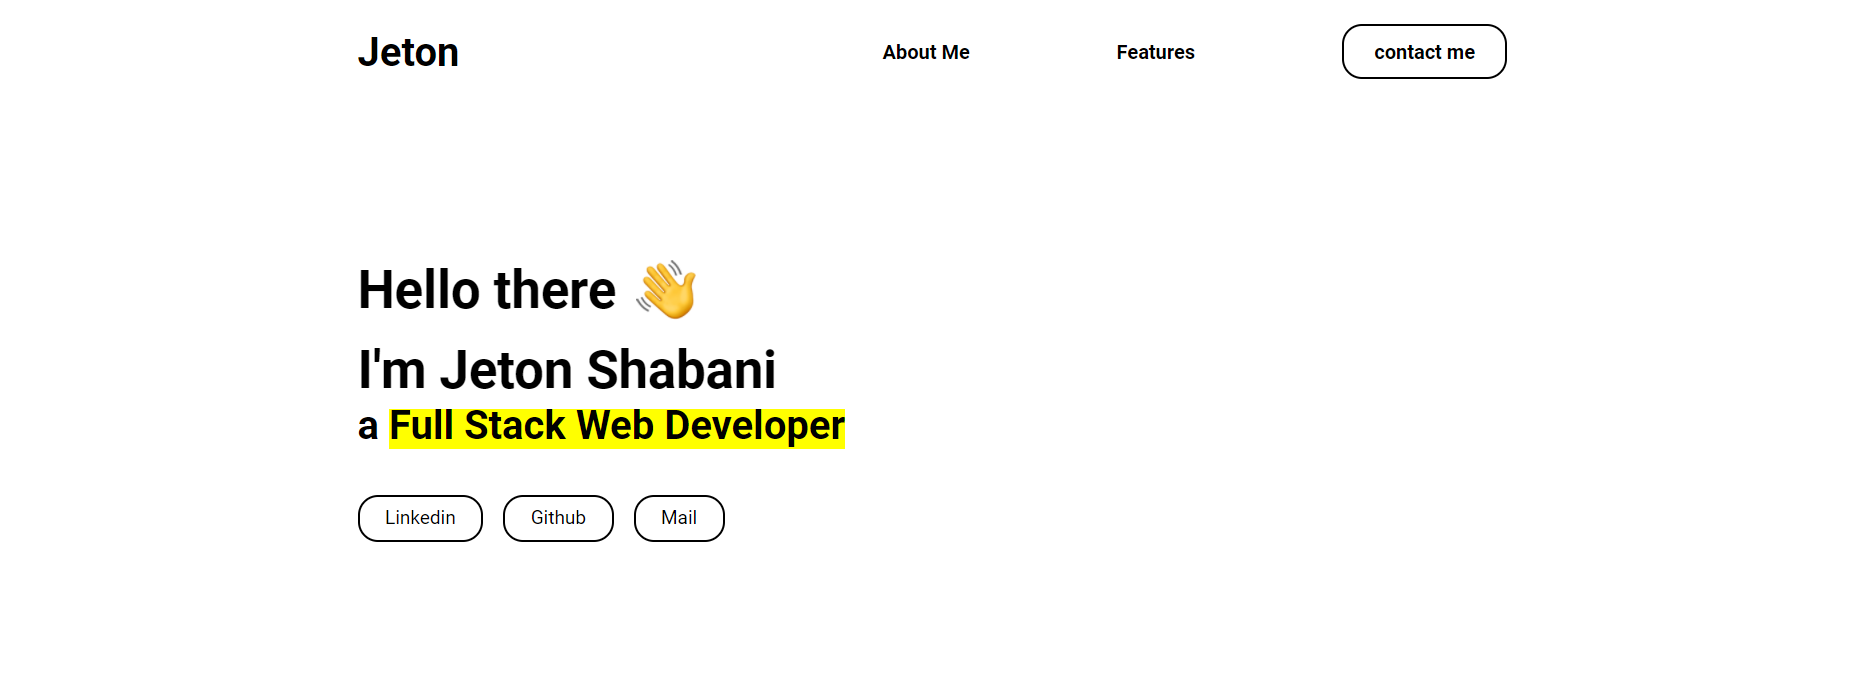 Jeton
About Me
Features
contact me
Hello there 👋
I'm Jeton Shabani
a Full Stack Web Developer
Linkedin
Github
Mail